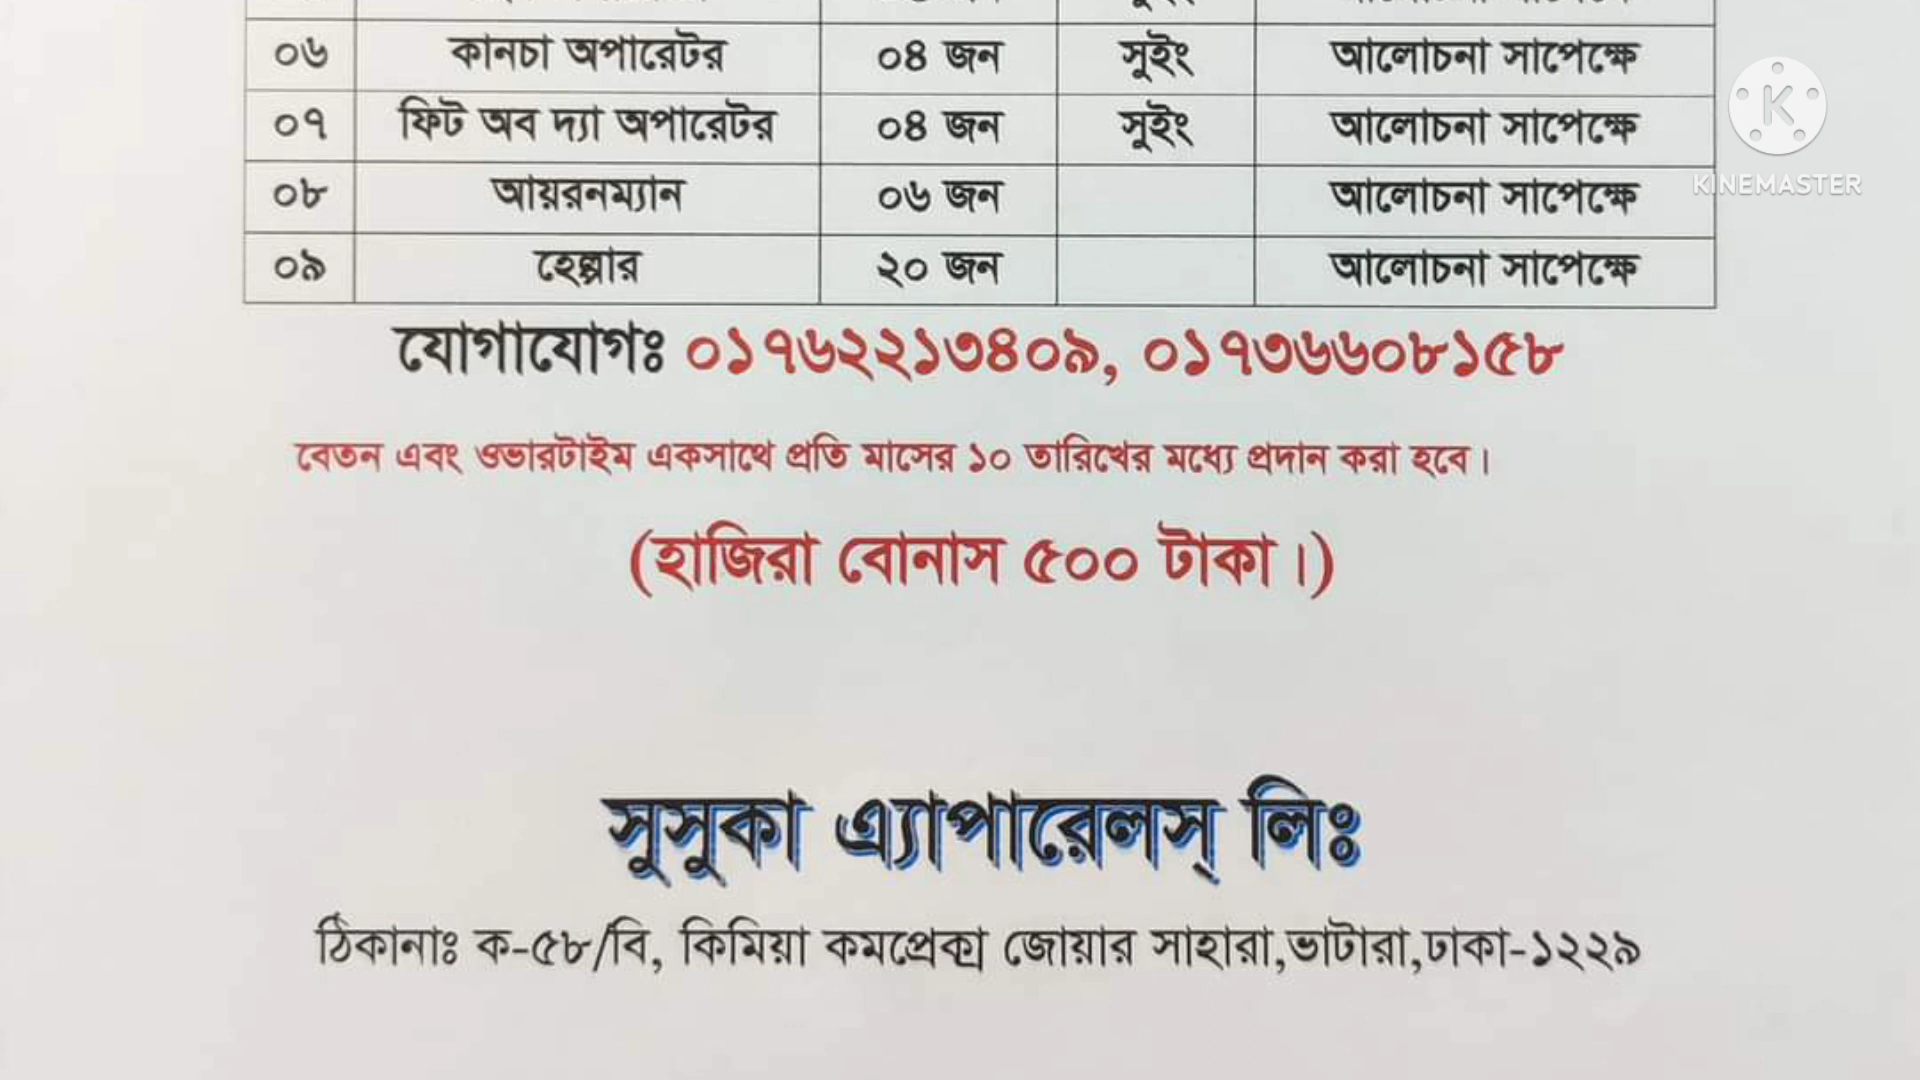 ০৬ কানচা অপারেটর ০৪ জন সুইং আলোচনা সাপেক্ষে
০৭ ফিট অব দ্যা অপারেটর ০৪ জন সুইং আলোচনা সাপেক্ষে
০৮ আয়রনম্যান ০৬ জন আলোচনা সাপেক্ষে
০৯ হেল্পার ২০ জন আলোচনা সাপেক্ষে
যোগাযোগঃ ০১৭৬২২১৩৪০৯, ০১৭৩৬৬০৮১৫৮
বেতন এবং ওভারটাইম একসাথে প্রতি মাসের ১০ তারিখের মধ্যে প্রদান করা হবে।
(হাজিরা বোনাস ৫০০ টাকা।)
সুসুকা এ্যাপারেলস্ লিঃ
ঠিকানাঃ ক-৫৮/বি, কিমিয়া কমপ্রেক্স জোয়ার সাহারা,ভাটারা,ঢাকা-১২২৯
KINEMASTER